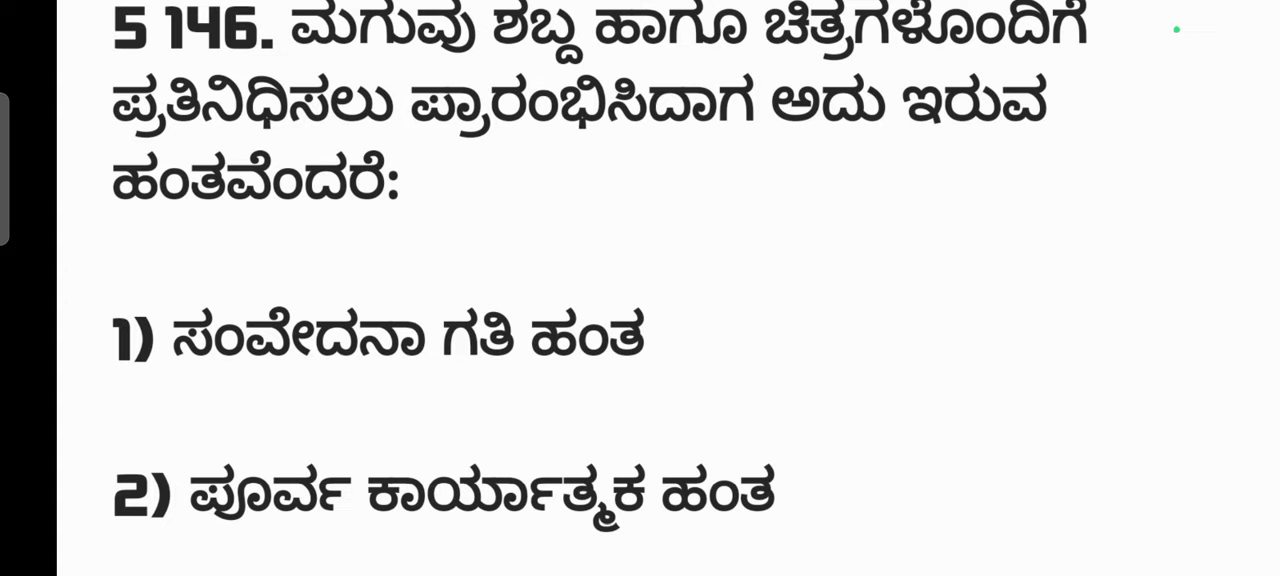 5 146. ಮಗುವು ಶಬ್ದ ಹಾಗೂ ಚಿತ್ರಗಳೊಂದಿಗೆ
ಪ್ರತಿನಿಧಿಸಲು ಪ್ರಾರಂಭಿಸಿದಾಗ ಅದು ಇರುವ
ಹಂತವೆಂದರೆ:
1) ಸಂವೇದನಾ ಗತಿ ಹಂತ
2) ಪೂರ್ವ ಕಾರ್ಯಾತ್ಮಕ ಹಂತ